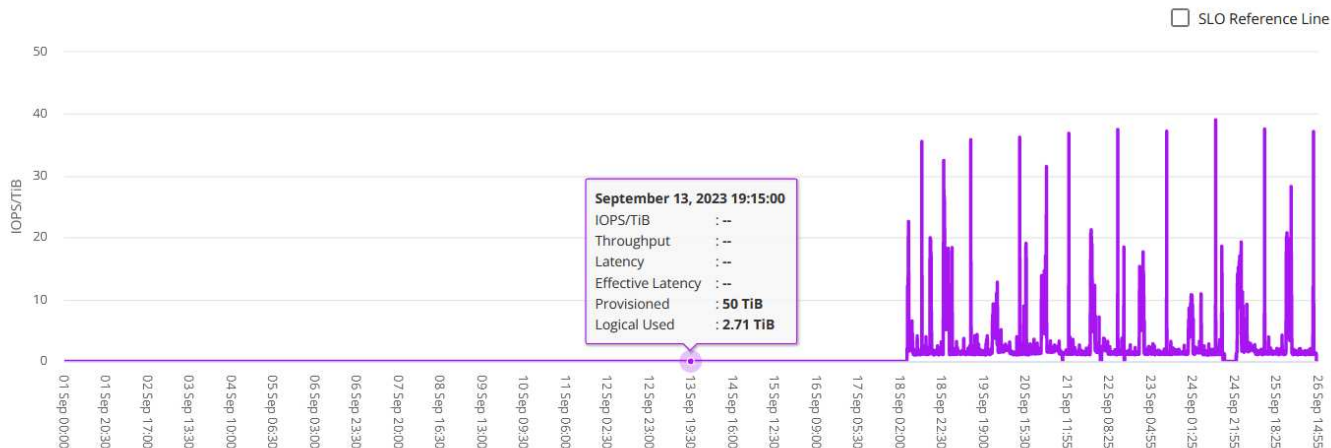 SLO Reference Line
50
40
30
20
10
0
IOPS/TiB
September 13, 2023 19:15:00
IOPS/TiB : --
Throughput : --
Latency : --
Effective Latency : --
Provisioned : 50 TiB
Logical Used : 2.71 TiB
01 Sep 00:00
01 Sep 20:30
02 Sep 17:00
03 Sep 13:30
04 Sep 10:00
05 Sep 06:30
06 Sep 03:00
06 Sep 23:30
07 Sep 20:00
08 Sep 16:30
09 Sep 13:00
10 Sep 09:30
11 Sep 06:00
12 Sep 02:30
12 Sep 23:00
13 Sep 19:30
14 Sep 16:00
15 Sep 12:30
16 Sep 09:00
17 Sep 05:30
18 Sep 02:00
18 Sep 22:30
19 Sep 19:00
20 Sep 15:30
21 Sep 11:55
22 Sep 08:25
23 Sep 04:55
24 Sep 01:25
24 Sep 21:55
25 Sep 18:25
26 Sep 14:55